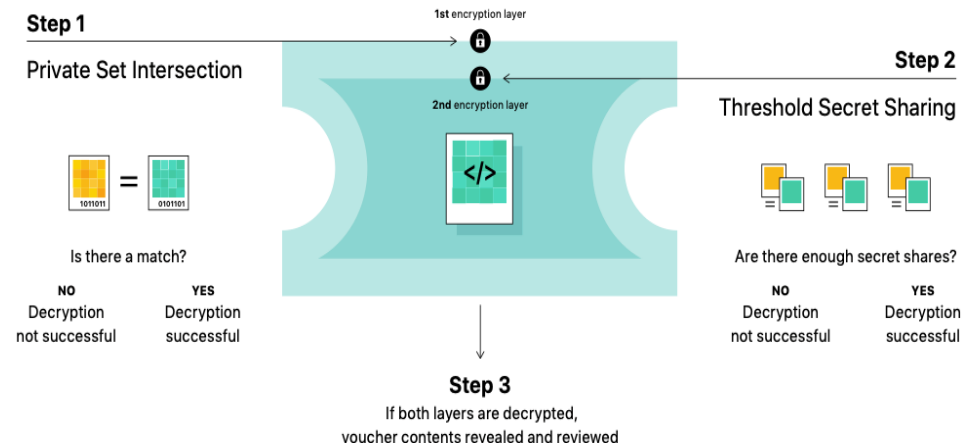 Step 1
Private Set Intersection
1011011
0101101
Is there a match?
NO
Decryption
not successful
YES
Decryption
successful
1st encryption layer
2nd encryption layer
</>
Step 2
Threshold Secret Sharing
Are there enough secret shares?
NO
Decryption
not successful
YES
Decryption
successful
Step 3
If both layers are decrypted,
voucher contents revealed and reviewed